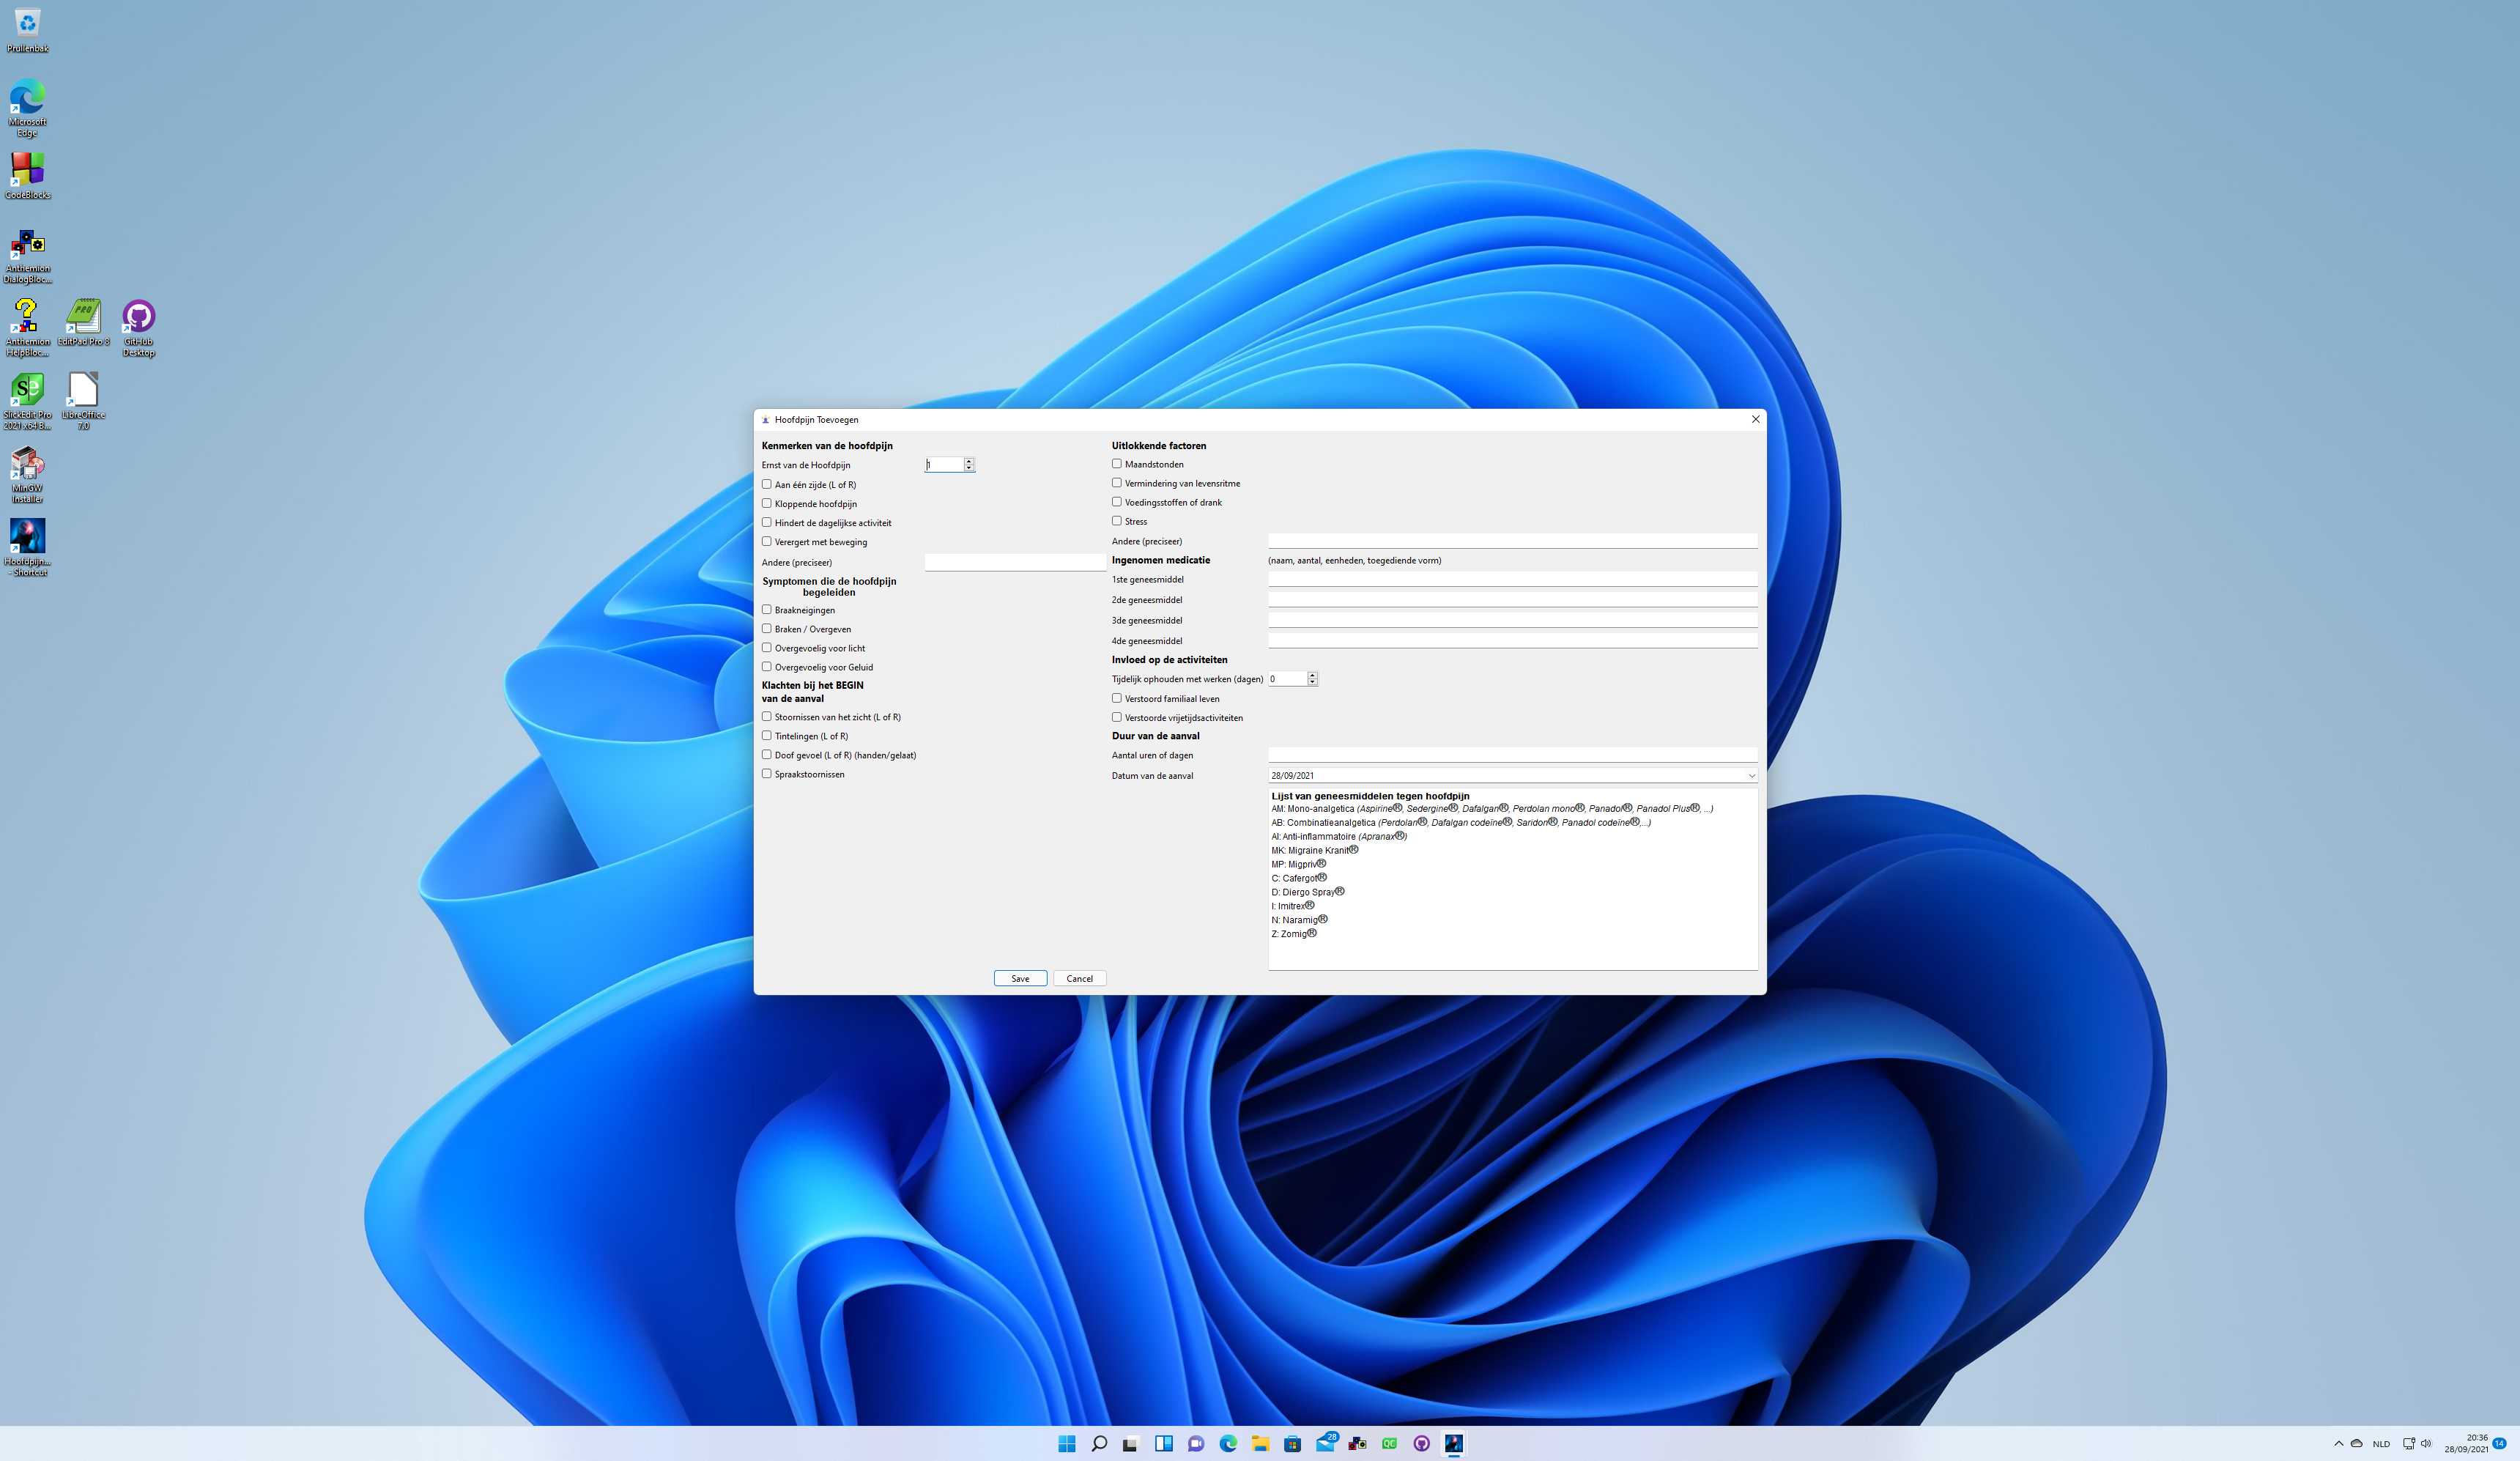 Prullenbak
Microsoft
Edge
CodeBlocks
Anthemion
DialogBloc...
Anthemion
HelpBloc...
EditPad Pro 8
GitHub
Desktop
SlickEdit Pro
2021 x64 B...
LibreOffice
7.0
MinGW
Installer
Hoofdpijn...
- Shortcut
Hoofdpijn Toevoegen
Kenmerken van de hoofdpijn
Ernst van de Hoofdpijn 1
Aan één zijde (L of R)
Kloppende hoofdpijn
Hindert de dagelijkse activiteit
Verergert met beweging
Andere (preciseer)
Symptomen die de hoofdpijn
begeleiden
Braakneigingen
Braken / Overgeven
Overgevoelig voor licht
Overgevoelig voor Geluid
Klachten bij het BEGIN
van de aanval
Stoornissen van het zicht (L of R)
Tintelingen (L of R)
Doof gevoel (L of R) (handen/gelaat)
Spraakstoornissen
Uitlokkende factoren
Maandstonden
Vermindering van levensritme
Voedingsstoffen of drank
Stress
Andere (preciseer)
Ingenomen medicatie (naam, aantal, eenheden, toegediende vorm)
1ste geneesmiddel
2de geneesmiddel
3de geneesmiddel
4de geneesmiddel
Invloed op de activiteiten
Tijdelijk ophouden met werken (dagen) 0
Verstoord familiaal leven
Verstoorde vrijetijdsactiviteiten
Duur van de aanval
Aantal uren of dagen
Datum van de aanval 28/09/2021
Lijst van geneesmiddelen tegen hoofdpijn
AM: Mono-analgetica (Aspirine®, Sedergine®, Dafalgan®, Perdolan mono®, Panadol®, Panadol Plus®, ...)
AB: Combinatieanalgetica (Perdolan®, Dafalgan codeïne®, Saridon®, Panadol codeïne®,...)
AI: Anti-inflammatoire (Apranax®)
MK: Migraine Kranit®
MP: Migpriv®
C: Cafergot®
D: Diergo Spray®
I: Imitrex®
N: Naramig®
Z: Zomig®
Save Cancel
28
QC
NLD
20:36
28/09/2021
14